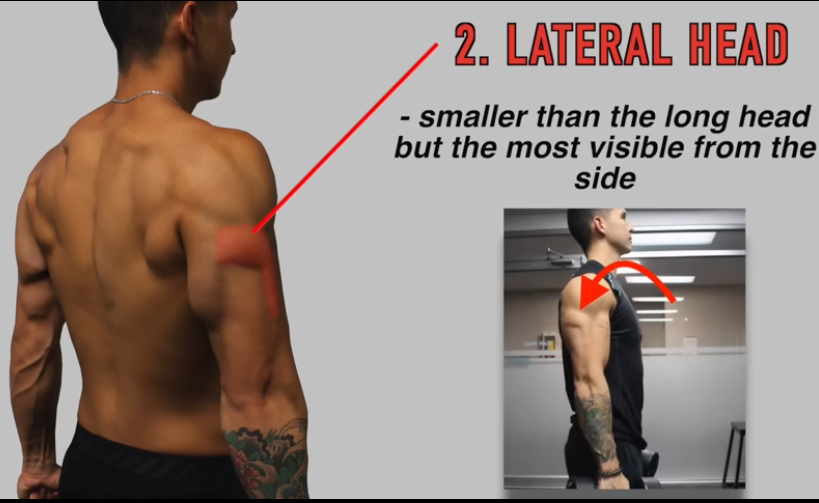 2. LATERAL HEAD
- smaller than the long head
but the most visible from the
side